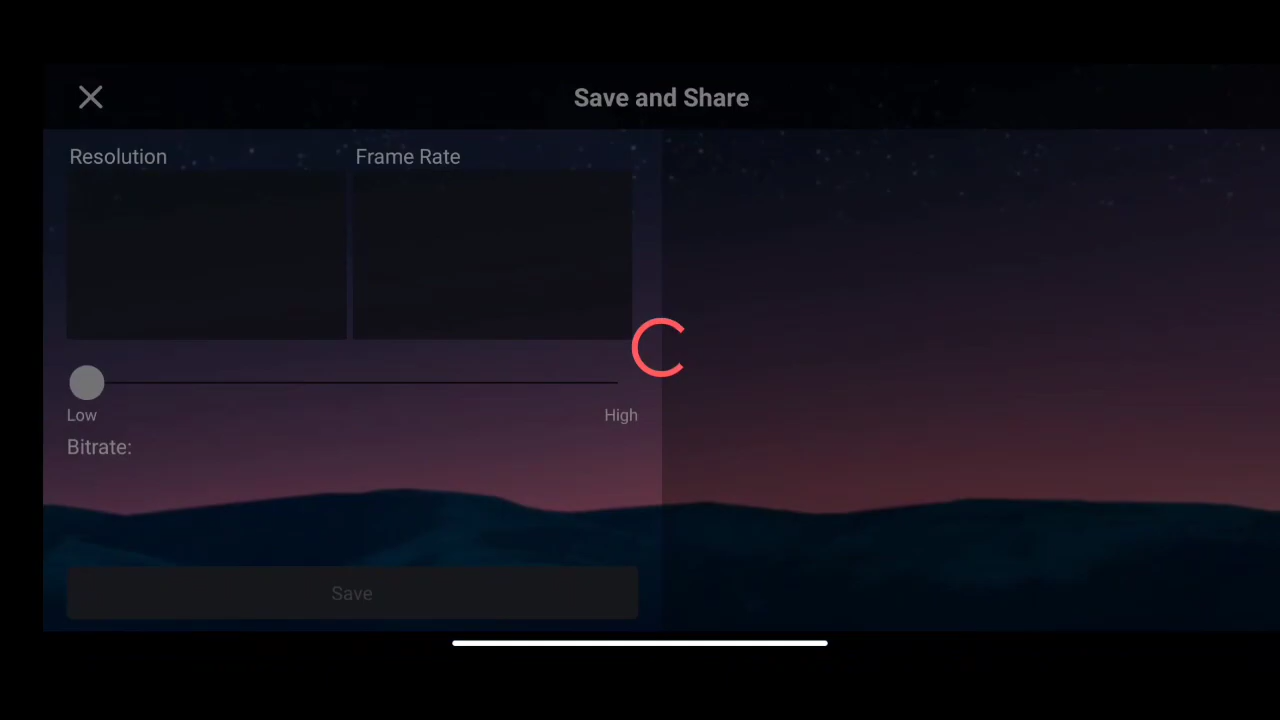 Save and Share
Resolution
Frame Rate
Low
High
Bitrate:
Save